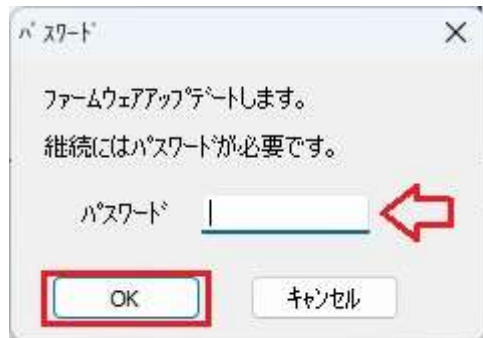 ﾊﾟｽﾜｰﾄﾞ
ﾌｧｰﾑｳｪｱｱｯﾌﾟﾃﾞｰﾄします。
継続にはﾊﾟｽﾜｰﾄﾞが必要です。
ﾊﾟｽﾜｰﾄﾞ
OK
ｷｬﾝｾﾙ